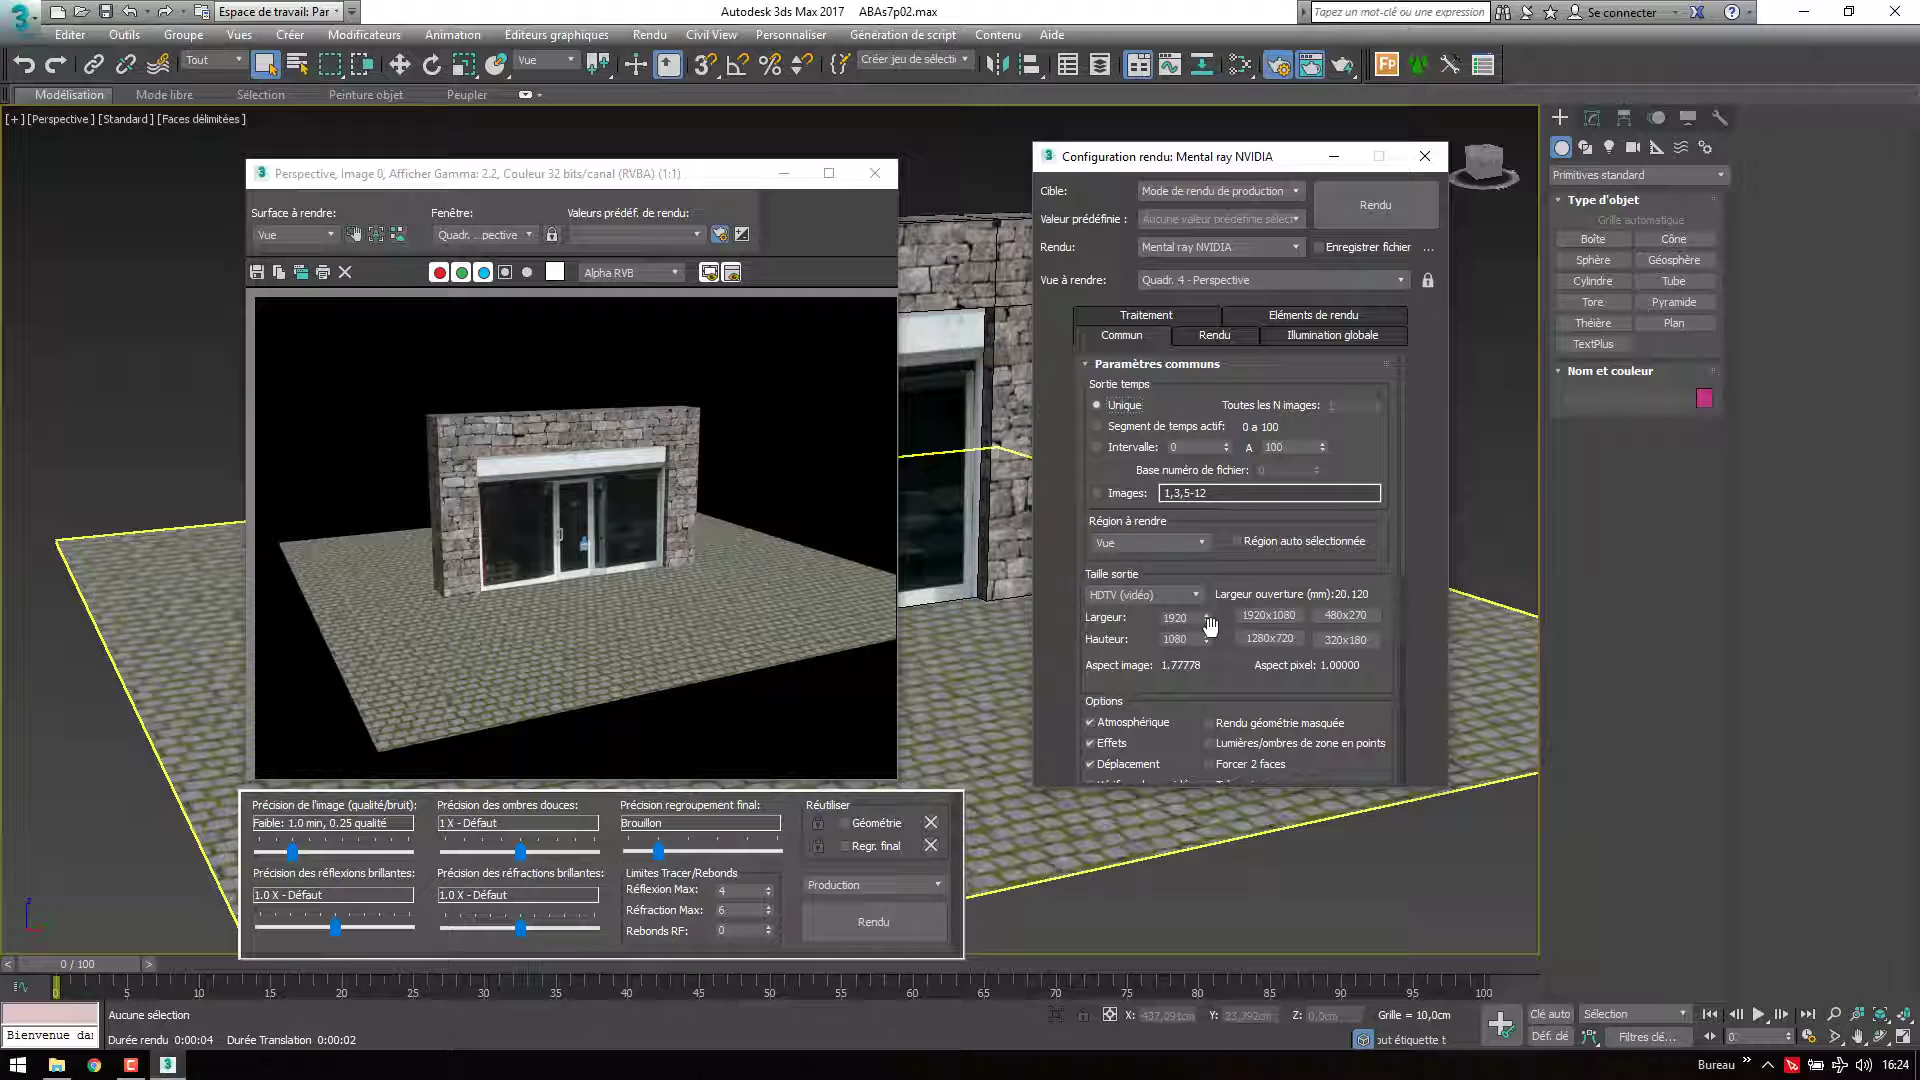 Espace de travail: Par
Autodesk 3ds Max 2017 ABAs7p02.max
Tapez un mot-clé ou une expression
Se connecter
Editer Outils Groupe Vues Créer Modificateurs Animation Editeurs graphiques Rendu Civil View Personnaliser Génération de script Contenu Aide
Tout
Vue
Créer jeu de sélecti
Modélisation Mode libre Sélection Peinture objet Peupler
[+] [Perspective] [Standard] [Faces délimitées]
Perspective, Image 0, Afficher Gamma: 2.2, Couleur 32 bits/canal (RVBA) (1:1)
Surface à rendre: Fenêtre: Valeurs prédéf. de rendu:
Vue Quadr. ..pective
Alpha RVB
Configuration rendu: Mental ray NVIDIA
Cible: Mode de rendu de production Rendu
Valeur prédéfinie : Aucune valeur prédéfinie sélect
Rendu: Mental ray NVIDIA Enregistrer fichier ...
Vue à rendre: Quadr. 4 - Perspective
Traitement Eléments de rendu
Commun Rendu Illumination globale
Paramètres communs
Sortie temps
Unique Toutes les N images: 1
Segment de temps actif: 0 a 100
Intervalle: 0 A 100
Base numéro de fichier: 0
Images: 1,3,5-12
Région à rendre
Vue Région auto sélectionnée
Taille sortie
HDTV (vidéo) Largeur ouverture (mm):20.120
Largeur: 1920 1920x1080 480x270
Hauteur: 1080 1280x720 320x180
Aspect image: 1.77778 Aspect pixel: 1.00000
Options
Atmosphérique Rendu géométrie masquée
Effets Lumières/ombres de zone en points
Déplacement Forcer 2 faces
Primitives standard
Type d'objet
Grille automatique
Boîte Cône
Sphère Géosphère
Cylindre Tube
Tore Pyramide
Théière Plan
TextPlus
Nom et couleur
Précision de l'image (qualité/bruit): Précision des ombres douces: Précision regroupement final: Réutiliser
Faible: 1.0 min, 0.25 qualité 1 X - Défaut Brouillon Géométrie
Regr. final
Précision des réflexions brillantes: Précision des réfractions brillantes: Limites Tracer/Rebonds
1.0 X - Défaut 1.0 X - Défaut Réflexion Max: 4 Production
Réfraction Max: 6
Rebonds RF: 0 Rendu
< 0 / 100 >
0 5 10 15 20 25 30 35 40 45 50 55 60 65 70 75 80 85 90 95 100
Aucune sélection X: -437,091cm Y: 23,292cm Z: 0,0cm Grille = 10,0cm Clé auto Sélection
Bienvenue da
Durée rendu 0:00:04 Durée Translation 0:00:02 out étiquette t Déf. clé Filtres clé... 0
Bureau 16:24